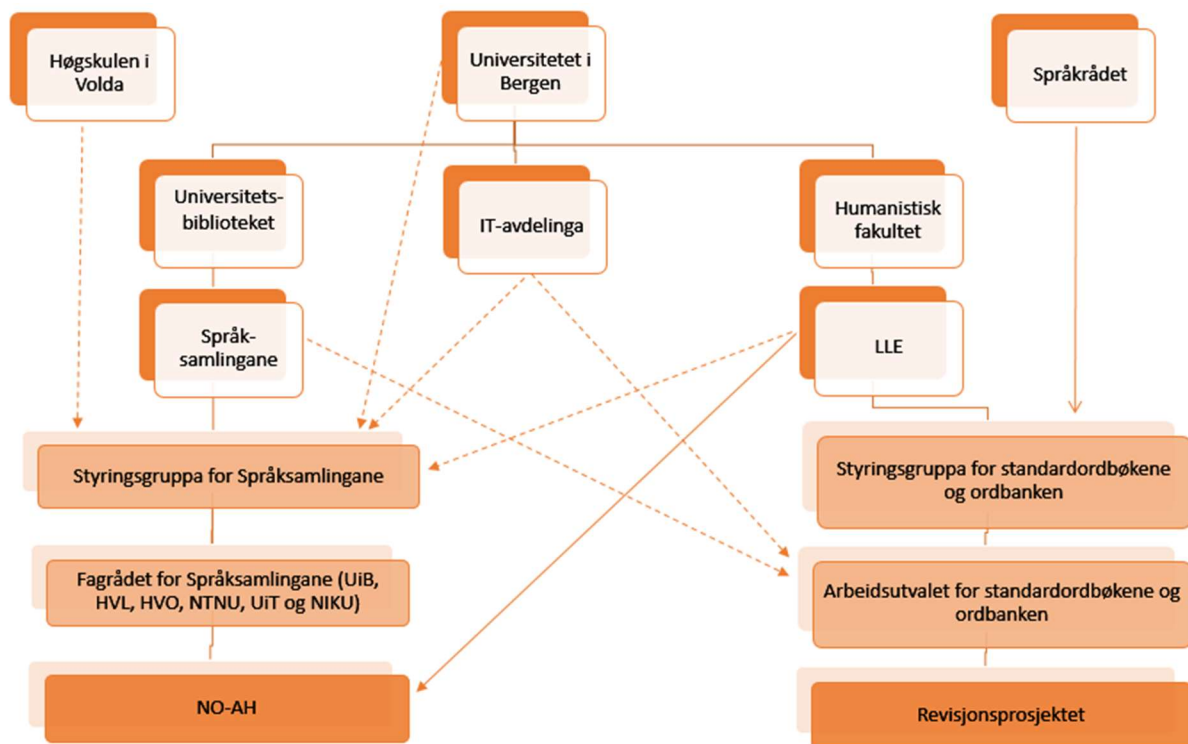 Høgskulen i
Volda
Universitetet i
Bergen
Språkrådet
Universitets-
biblioteket
IT-avdelinga
Humanistisk
fakultet
Språk-
samlingane
LLE
Styringsgruppa for Språksamlingane
Styringsgruppa for standardordbøkene
og ordbanken
Fagrådet for Språksamlingane (UiB,
HVL, HVO, NTNU, UiT og NIKU)
Arbeidsutvalet for standardordbøkene og
ordbanken
NO-AH
Revisjonsprosjektet